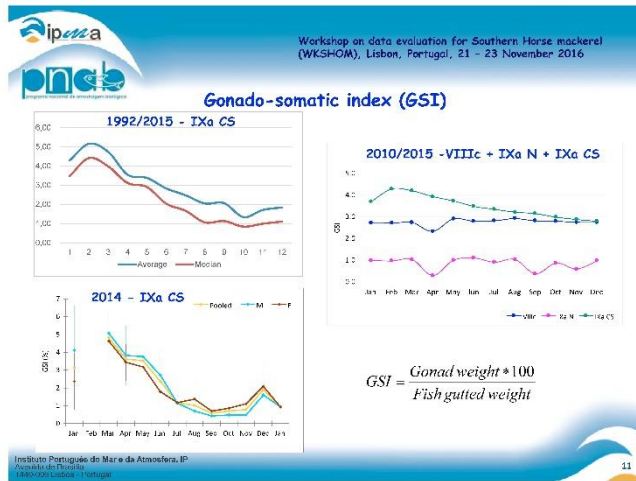 ipma
pnab
programa nacional de amostragem biológica
Workshop on data evaluation for Southern Horse mackerel
(WKSHOM), Lisbon, Portugal, 21 – 23 November 2016
Gonado-somatic index (GSI)
1992/2015 - IXa CS
6,00
5,00
4,00
3,00
2,00
1,00
0,00
1 2 3 4 5 6 7 8 9 10 11 12
Average Median
2010/2015 -VIIIc + IXa N + IXa CS
5.0
4.0
3.0
2.0
1.0
0.0
GSI
Jan Feb Mar Apr May Jun Jul Aug Sep Oct Nov Dec
VIIIc IXa N IXa CS
2014 - IXa CS
Pooled M F
7
6
5
4
3
2
1
0
GSI (%)
Jan Feb Mar Apr May Jun Jul Aug Sep Oct Nov Dec Jan
GSI = Gonad weight * 100
Fish gutted weight
Instituto Português do Mar e da Atmosfera, IP
Avenida de Brasília
1449-006 Lisboa - Portugal
11